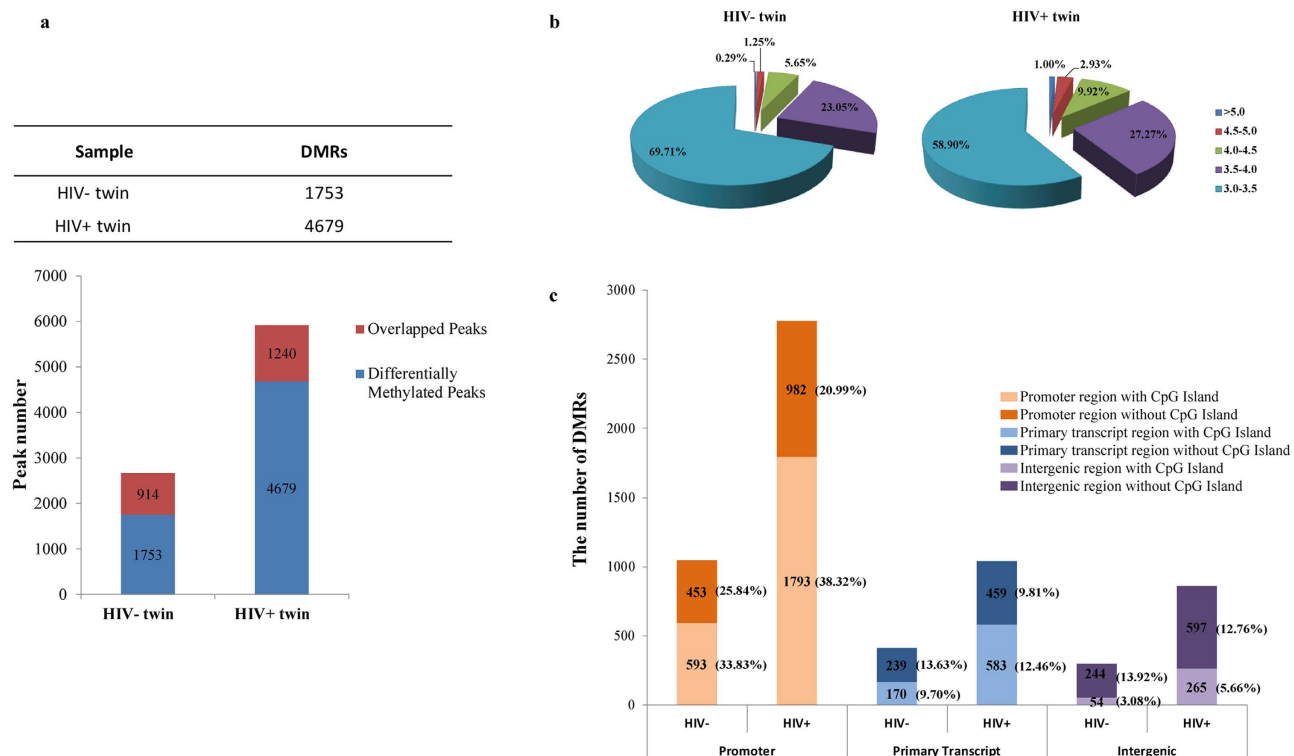 a
Sample DMRs
HIV- twin 1753
HIV+ twin 4679
7000
6000
5000
4000
3000
2000
1000
0
Peak number
914
1753
1240
4679
HIV- twin HIV+ twin
Overlapped Peaks
Differentially
Methylated Peaks
b
HIV- twin
0.29%
1.25%
5.65%
23.05%
69.71%
HIV+ twin
1.00%
2.93%
9.92%
27.27%
58.90%
>5.0
4.5-5.0
4.0-4.5
3.5-4.0
3.0-3.5
c
3000
2500
2000
1500
1000
500
0
The number of DMRs
453 (25.84%)
593 (33.83%)
982 (20.99%)
1793 (38.32%)
239 (13.63%)
170 (9.70%)
459 (9.81%)
583 (12.46%)
244 (13.92%)
54 (3.08%)
597 (12.76%)
265 (5.66%)
Promoter region with CpG Island
Promoter region without CpG Island
Primary transcript region with CpG Island
Primary transcript region without CpG Island
Intergenic region with CpG Island
Intergenic region without CpG Island
HIV- HIV+ HIV- HIV+ HIV- HIV+
Promoter Primary Transcript Intergenic